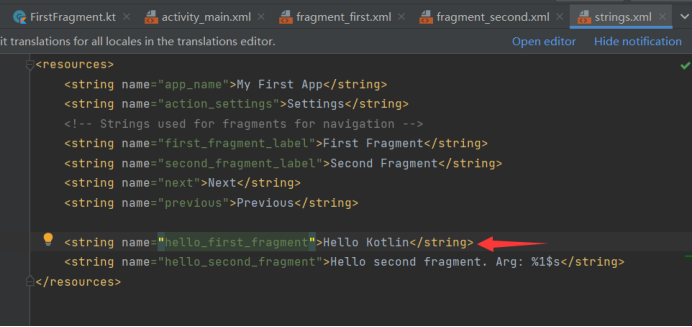 FirstFragment.kt activity_main.xml fragment_first.xml fragment_second.xml strings.xml
it translations for all locales in the translations editor. Open editor Hide notification
<resources>
<string name="app_name">My First App</string>
<string name="action_settings">Settings</string>
<!-- Strings used for fragments for navigation -->
<string name="first_fragment_label">First Fragment</string>
<string name="second_fragment_label">Second Fragment</string>
<string name="next">Next</string>
<string name="previous">Previous</string>
<string name="hello_first_fragment">Hello Kotlin</string>
<string name="hello_second_fragment">Hello second fragment. Arg: %1$s</string>
</resources>